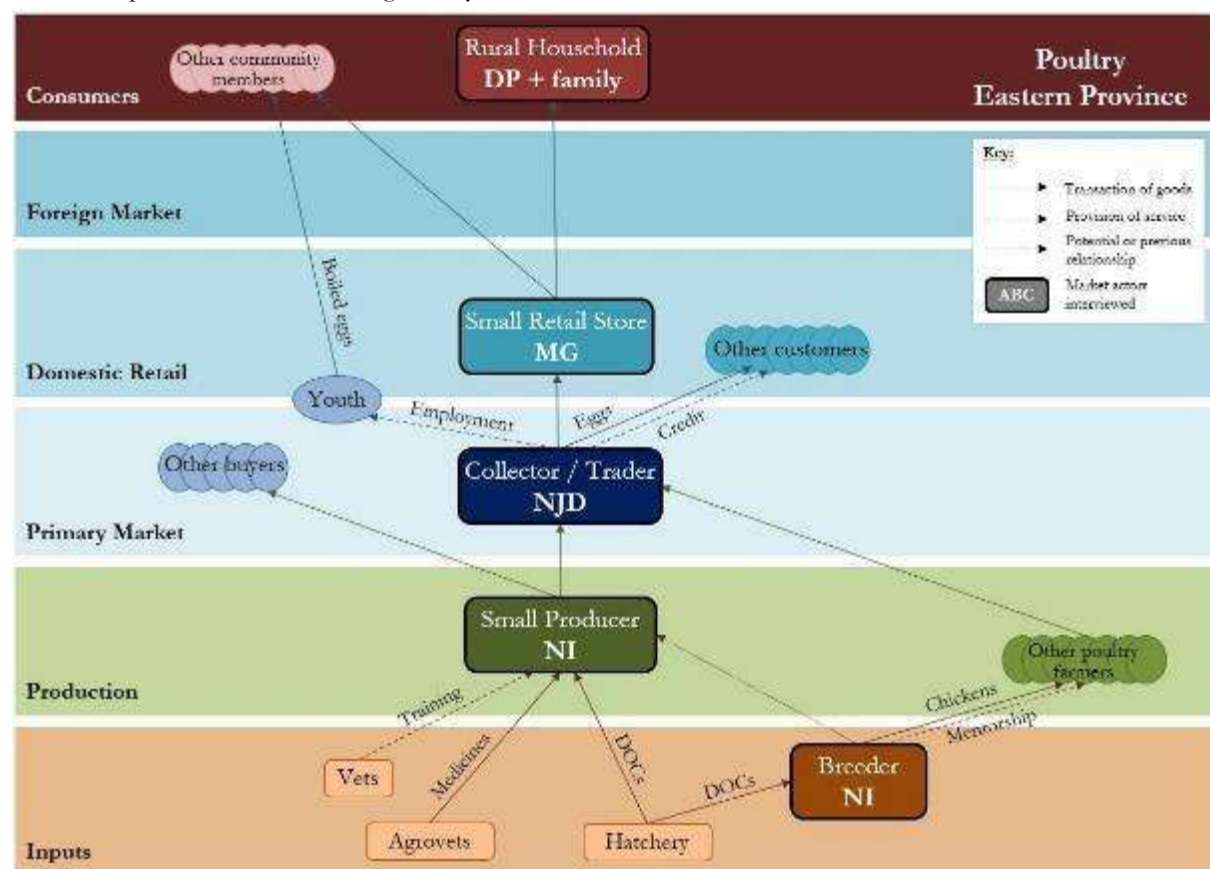 Other community
members
Rural Household
DP + family
Poultry
Eastern Province
Consumers
Key:
Transaction of goods
Provision of service
Potential or previous
relationship
ABC
Market actors
interviewed
Foreign Market
Boiled eggs
Small Retail Store
MG
Other customers
Domestic Retail
Youth
Employment
Eggs
Credit
Other buyers
Collector / Trader
NJD
Primary Market
Small Producer
NI
Other poultry
farmers
Production
Training
Chickens
Mentorship
Medicines
DOCs
DOCs
Vets
Breeder
NI
Agrovets
Hatchery
Inputs